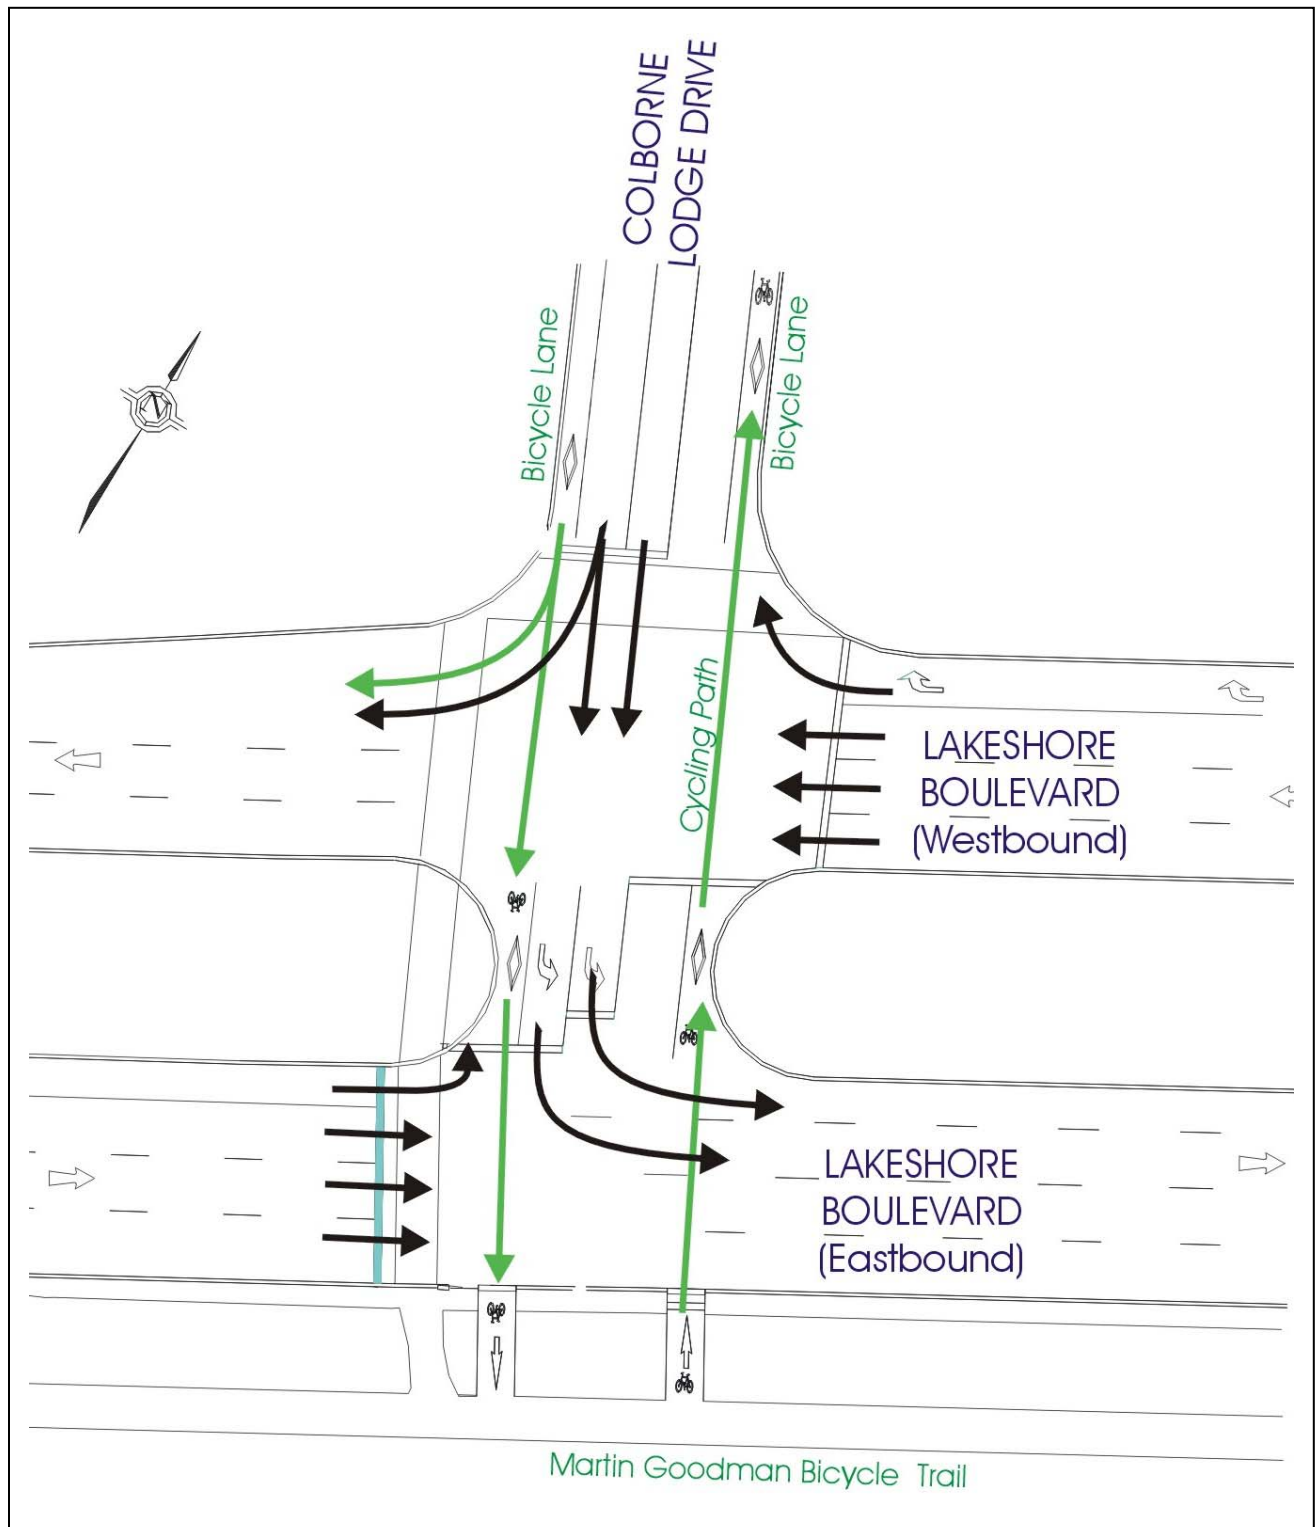 COLBORNE
LODGE DRIVE
Bicycle Lane
Bicycle Lane
Cycling Path
LAKESHORE
BOULEVARD
(Westbound)
LAKESHORE
BOULEVARD
(Eastbound)
Martin Goodman Bicycle Trail
N